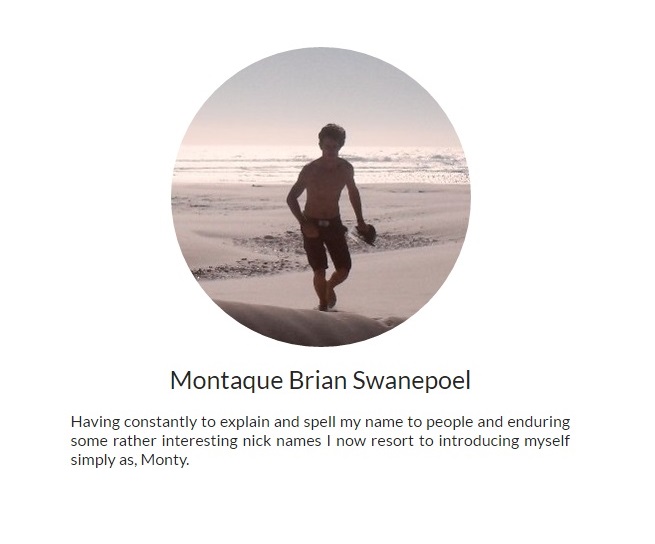 Montaque Brian Swanepoel
Having constantly to explain and spell my name to people and enduring
some rather interesting nick names I now resort to introducing myself
simply as, Monty.